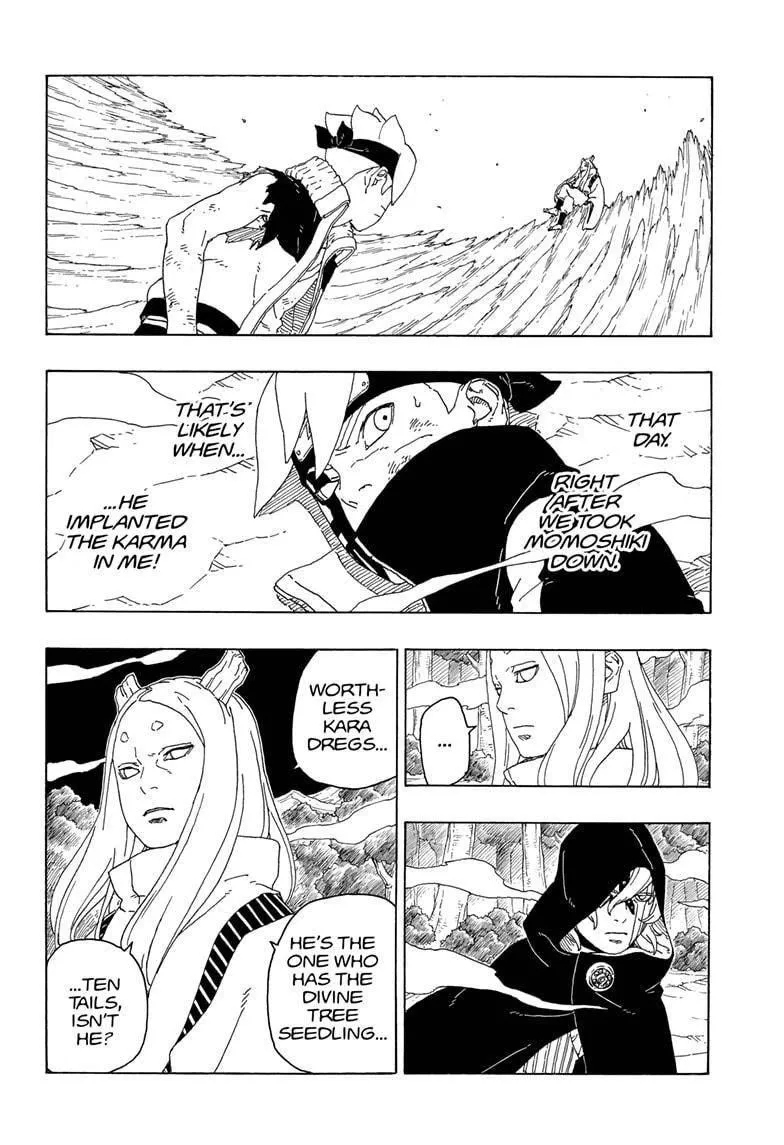 THAT
DAY.
RIGHT
AFTER
WE TOOK
MOMOSHIKI
DOWN.
THAT'S
LIKELY
WHEN...
...HE
IMPLANTED
THE KARMA
IN ME!
...
WORTH-
LESS
KARA
DREGS...
HE'S THE
ONE WHO
HAS THE
DIVINE
TREE
SEEDLING...
...TEN
TAILS,
ISN'T
HE?